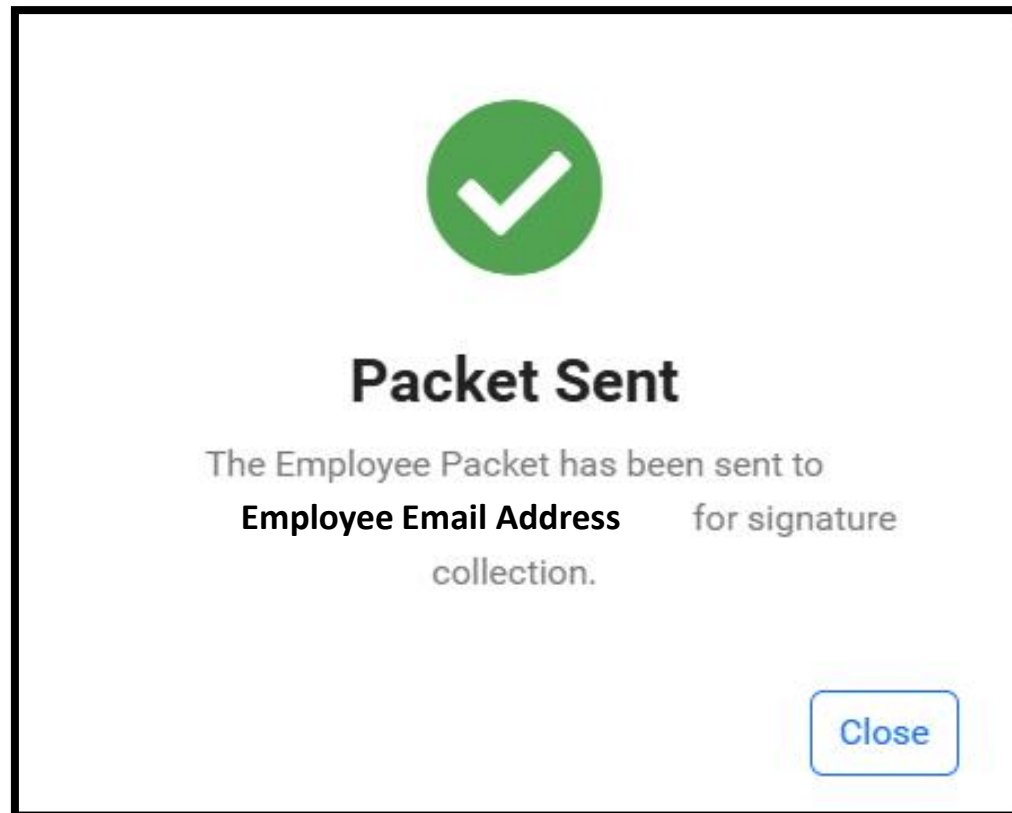 Packet Sent
The Employee Packet has been sent to
Employee Email Address for signature
collection.
Close